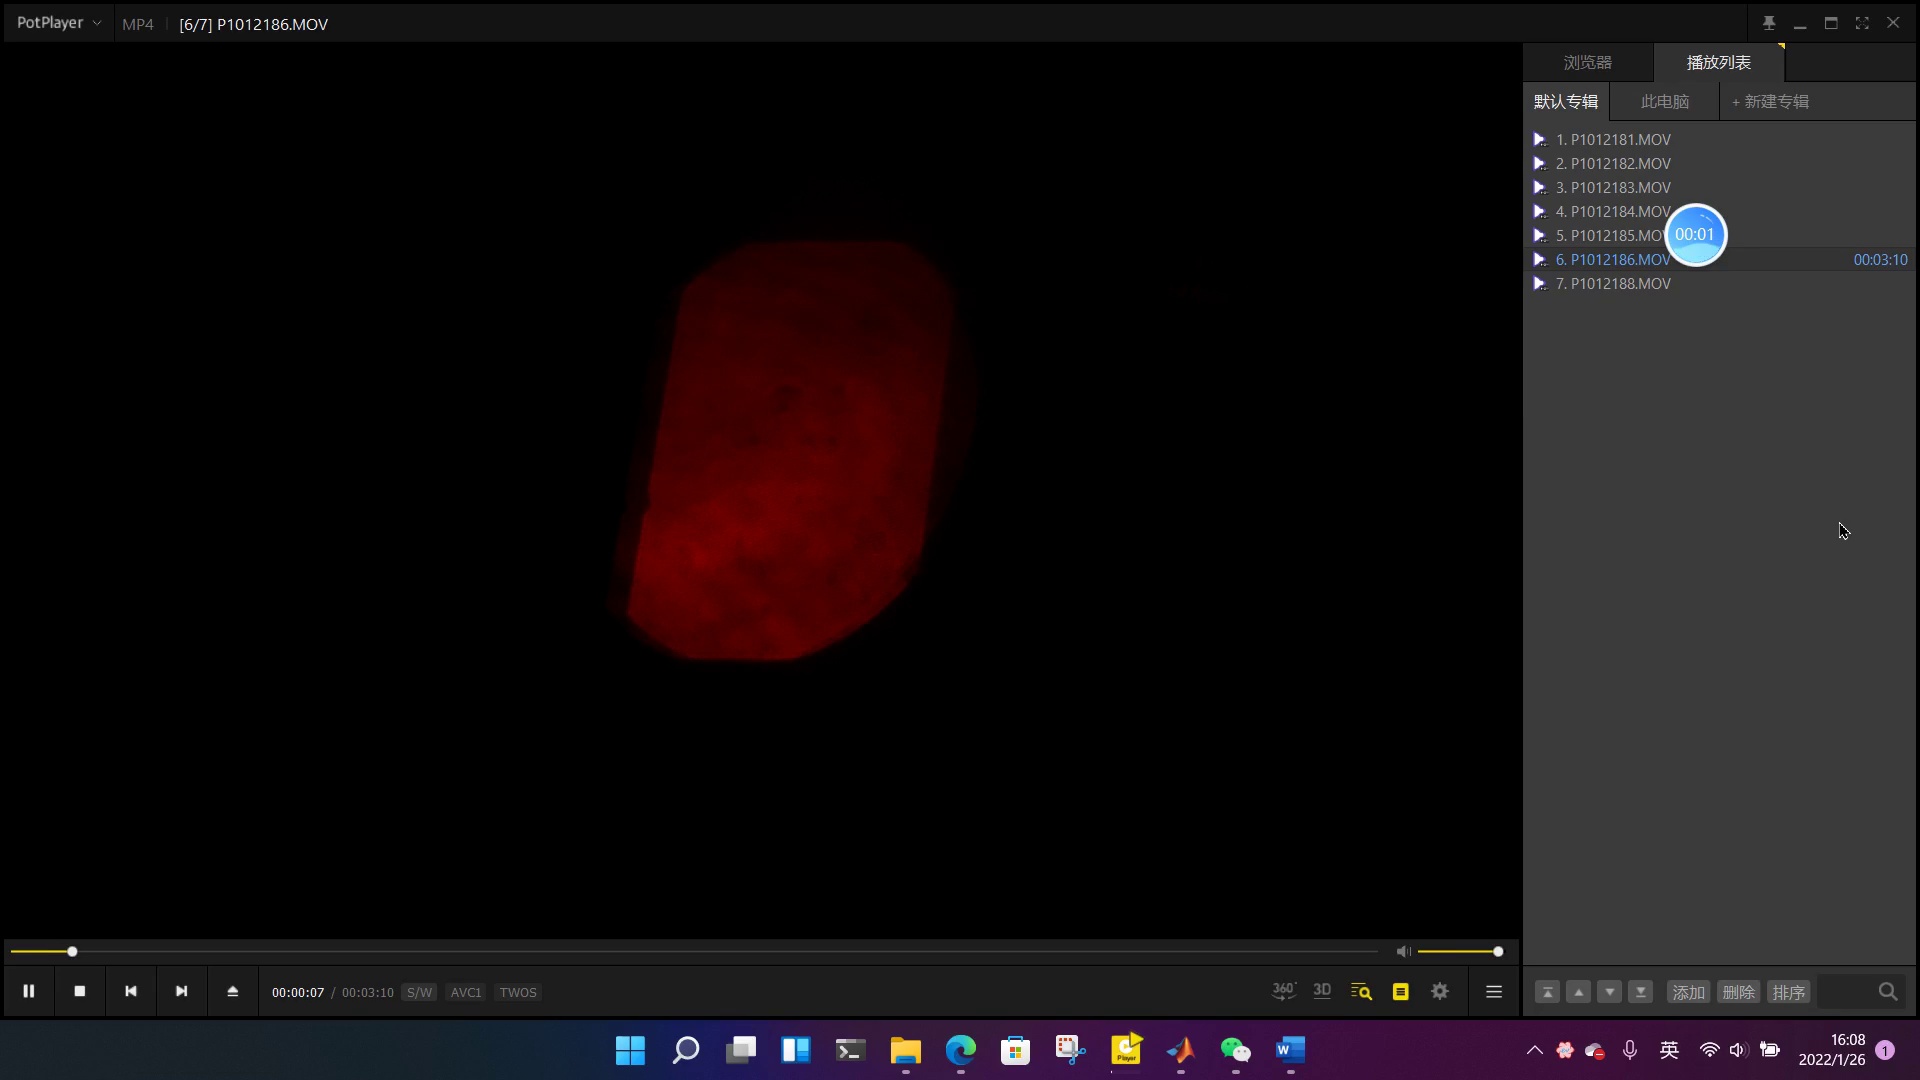 PotPlayer MP4 [6/7] P1012186.MOV
浏览器 播放列表
默认专辑 此电脑 + 新建专辑
1. P1012181.MOV
2. P1012182.MOV
3. P1012183.MOV
4. P1012184.MOV
5. P1012185.MOV
00:01
6. P1012186.MOV 00:03:10
7. P1012188.MOV
00:00:07 / 00:03:10 S/W AVC1 TWOS
360° 3D
添加 删除 排序
Player
W
英
16:08
2022/1/26
1